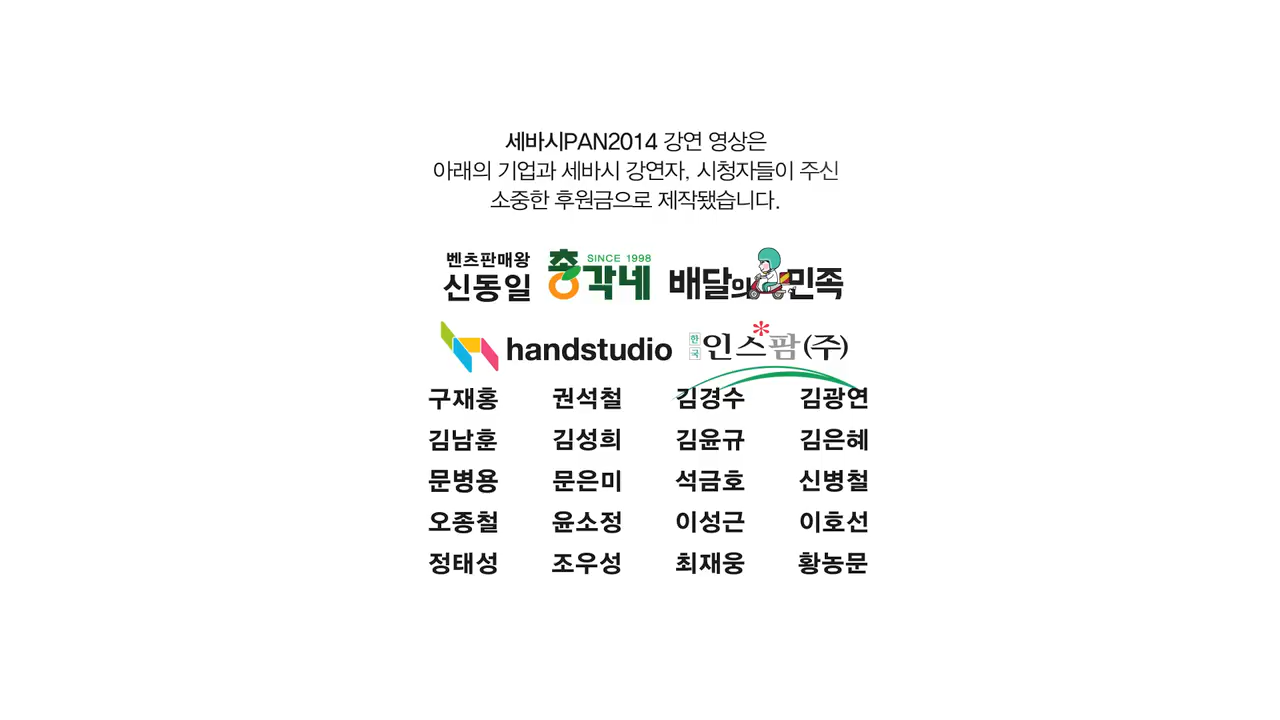 세바시PAN2014 강연 영상은
아래의 기업과 세바시 강연자, 시청자들이 주신
소중한 후원금으로 제작됐습니다.
벤츠판매왕
신동일
총각네 SINCE 1998
배달의민족
handstudio
한국 인스팜(주)
구재홍 권석철 김경수 김광연
김남훈 김성희 김윤규 김은혜
문병용 문은미 석금호 신병철
오종철 윤소정 이성근 이호선
정태성 조우성 최재웅 황농문